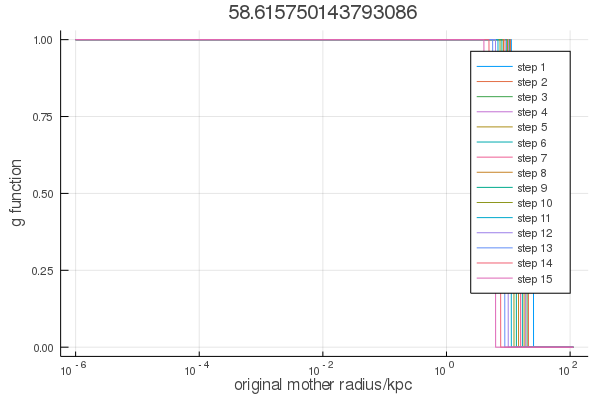 58.615750143793086
g function
1.00
0.75
0.50
0.25
0.00
step 1
step 2
step 3
step 4
step 5
step 6
step 7
step 8
step 9
step 10
step 11
step 12
step 13
step 14
step 15
10^-6 10^-4 10^-2 10^0 10^2
original mother radius/kpc